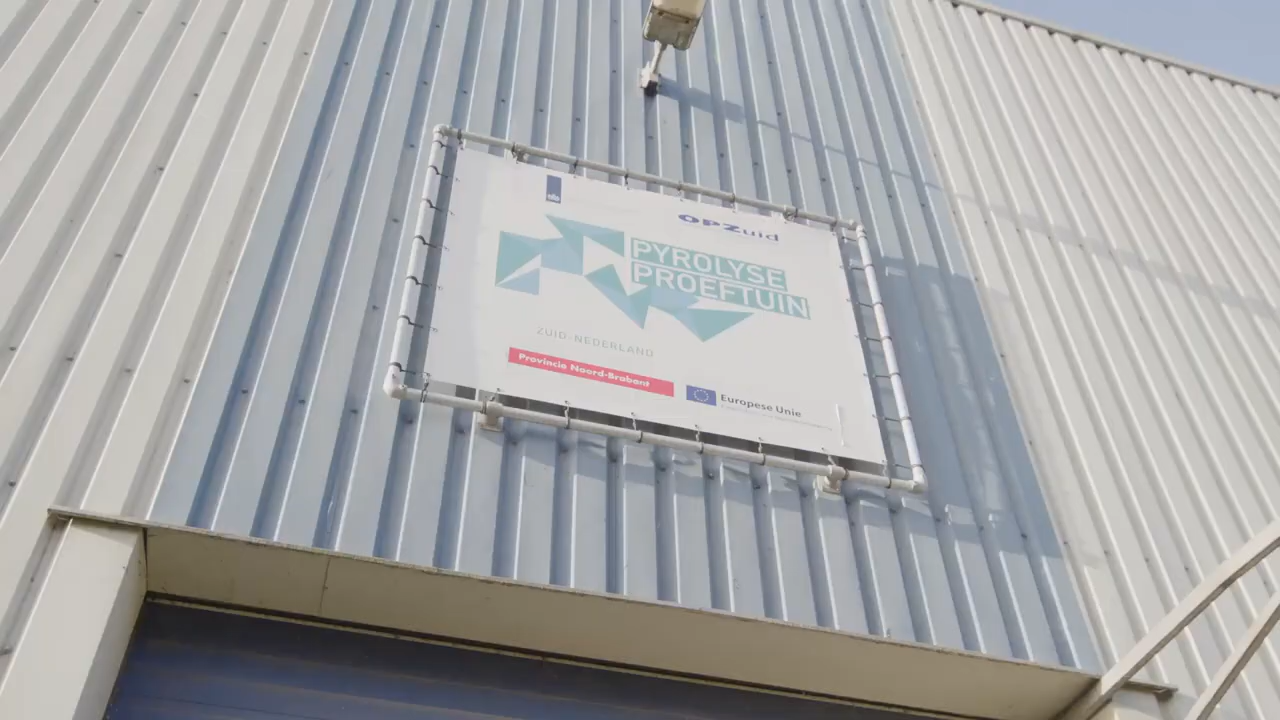 OPZuid
PYROLYSE
PROEFTUIN
ZUID-NEDERLAND
Provincie Noord-Brabant
Europese Unie